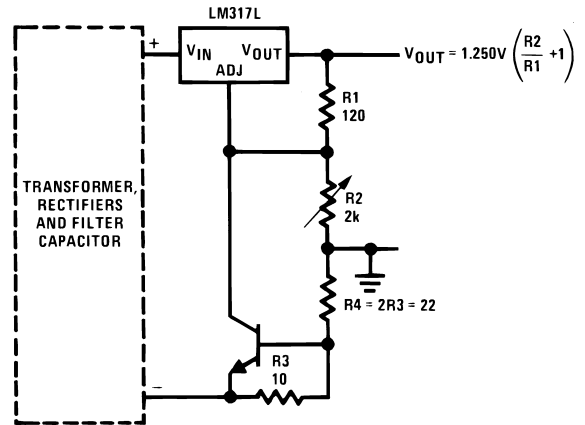 LM317L
+
VIN VOUT
ADJ
VOUT = 1.250V (R2/R1 +1)
R1
120
TRANSFORMER,
RECTIFIERS
AND FILTER
CAPACITOR
R2
2k
R4 = 2R3 = 22
R3
10
−